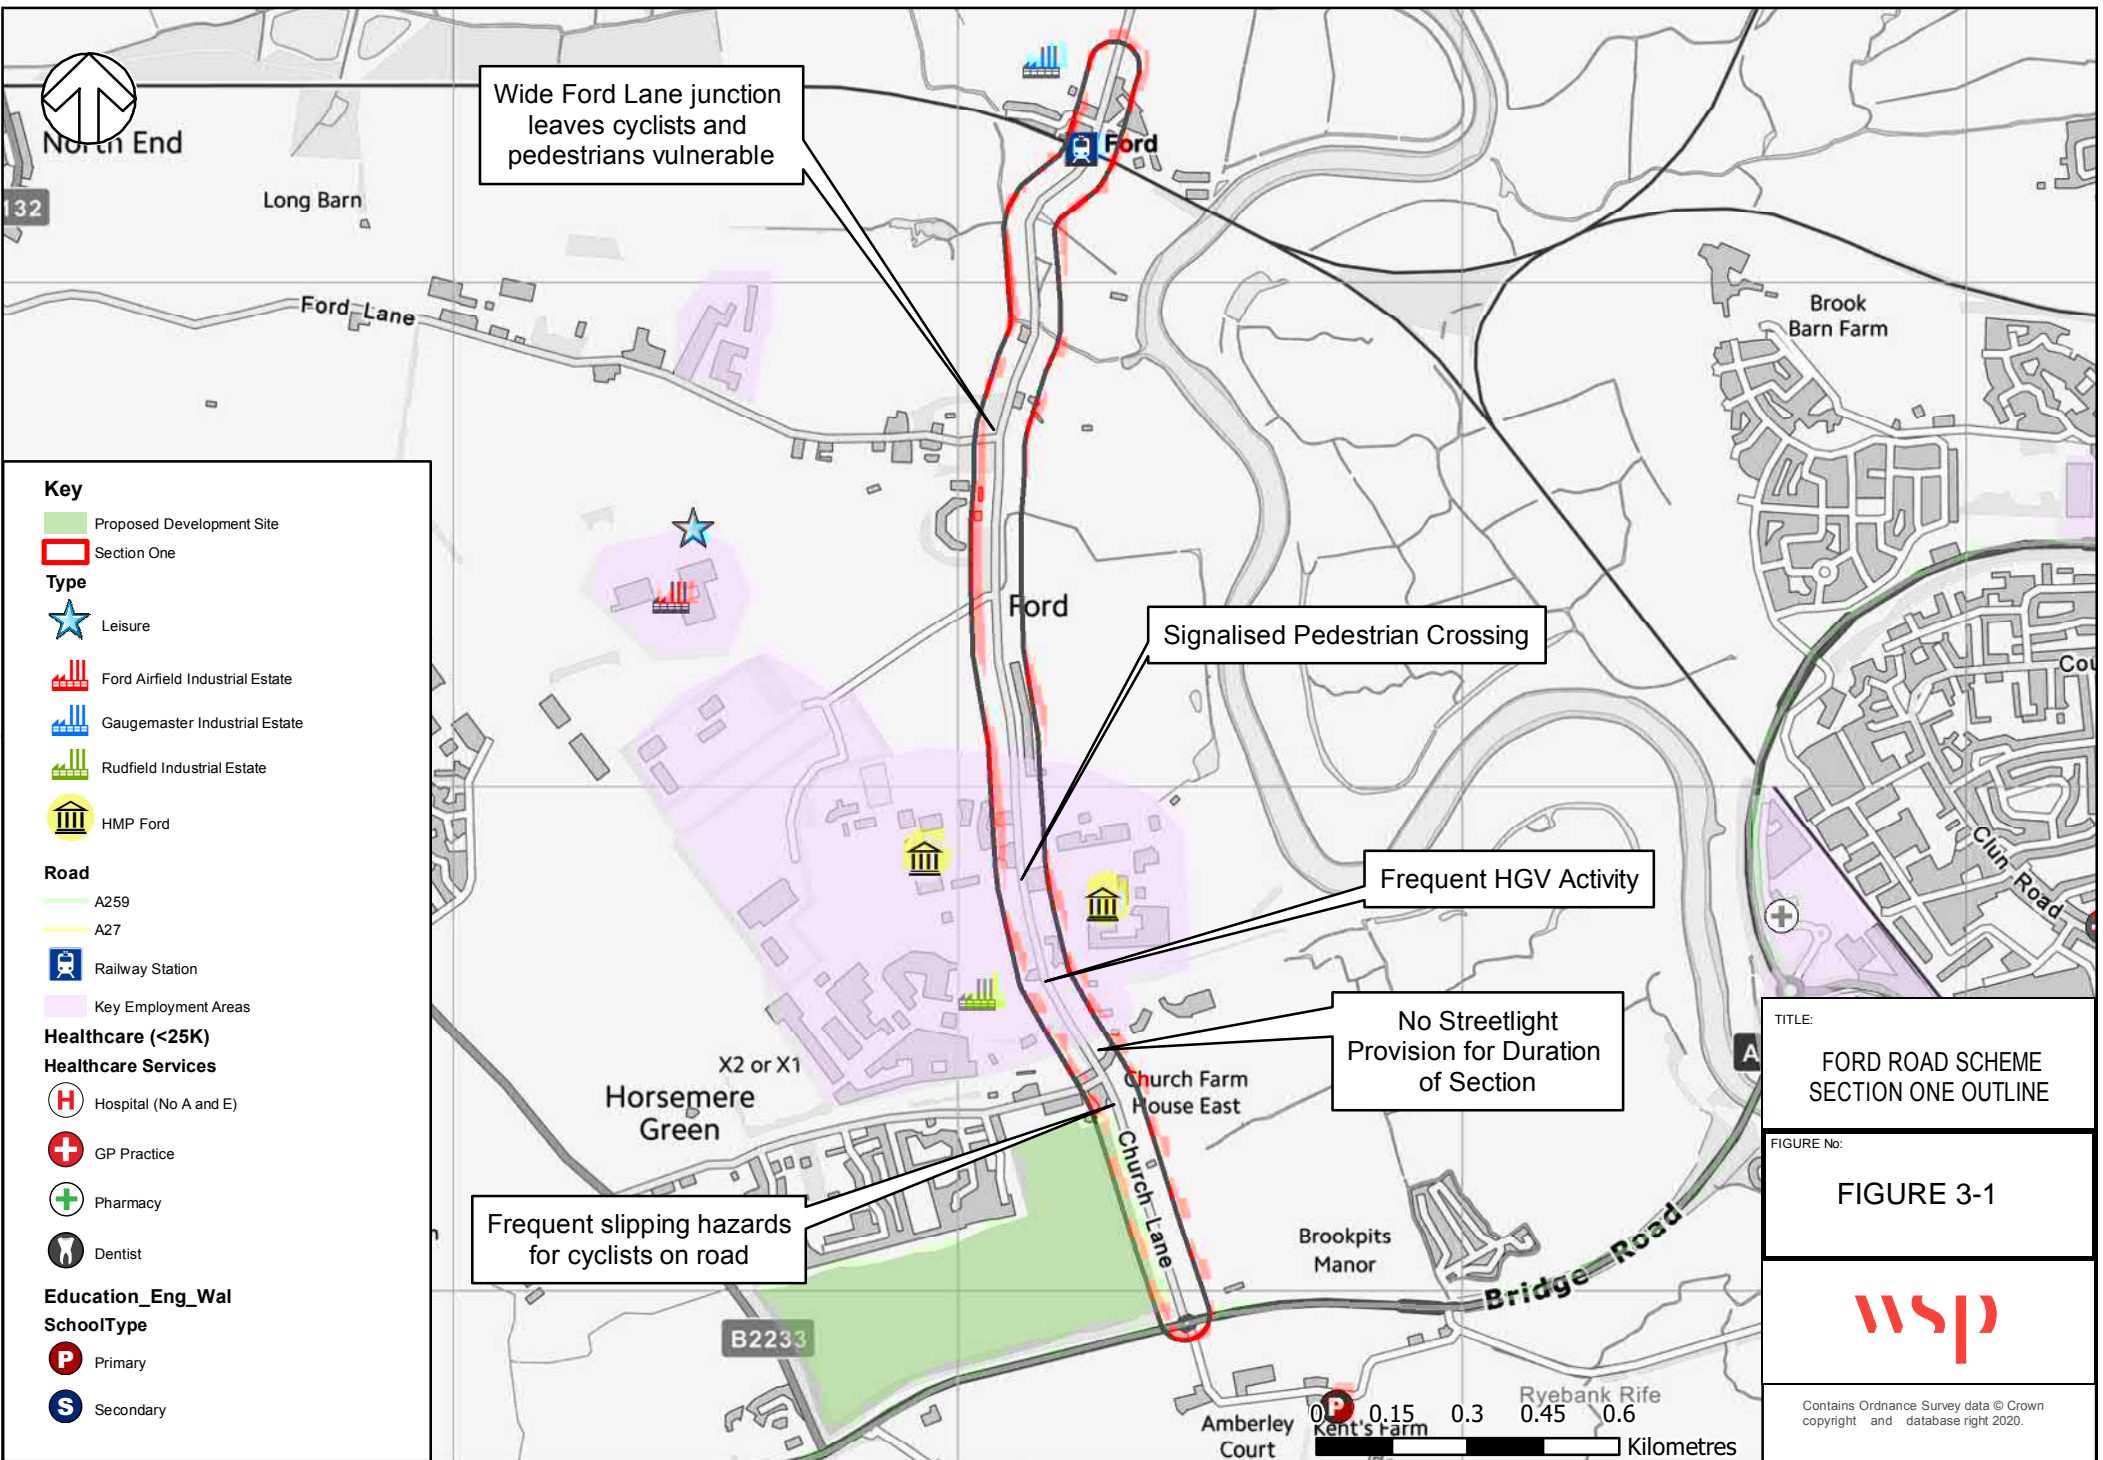 Wide Ford Lane junction
leaves cyclists and
pedestrians vulnerable
North End
132
Long Barn
Ford
Ford Lane
Brook
Barn Farm
Ford
Signalised Pedestrian Crossing
Frequent HGV Activity
No Streetlight
Provision for Duration
of Section
Clun Road
Cou
A
X2 or X1
Horsemere
Green
Church Farm
House East
Church Lane
Frequent slipping hazards
for cyclists on road
Brookpits
Manor
Bridge Road
B2233
Amberley
Court
P
Kent's Farm
Ryebank Rife
0 0.15 0.3 0.45 0.6
Kilometres
Key
Proposed Development Site
Section One
Type
Leisure
Ford Airfield Industrial Estate
Gaugemaster Industrial Estate
Rudfield Industrial Estate
HMP Ford
Road
A259
A27
Railway Station
Key Employment Areas
Healthcare (<25K)
Healthcare Services
H Hospital (No A and E)
GP Practice
Pharmacy
Dentist
Education_Eng_Wal
SchoolType
P Primary
S Secondary
TITLE:
FORD ROAD SCHEME
SECTION ONE OUTLINE
FIGURE No:
FIGURE 3-1
wsp
Contains Ordnance Survey data © Crown
copyright and database right 2020.